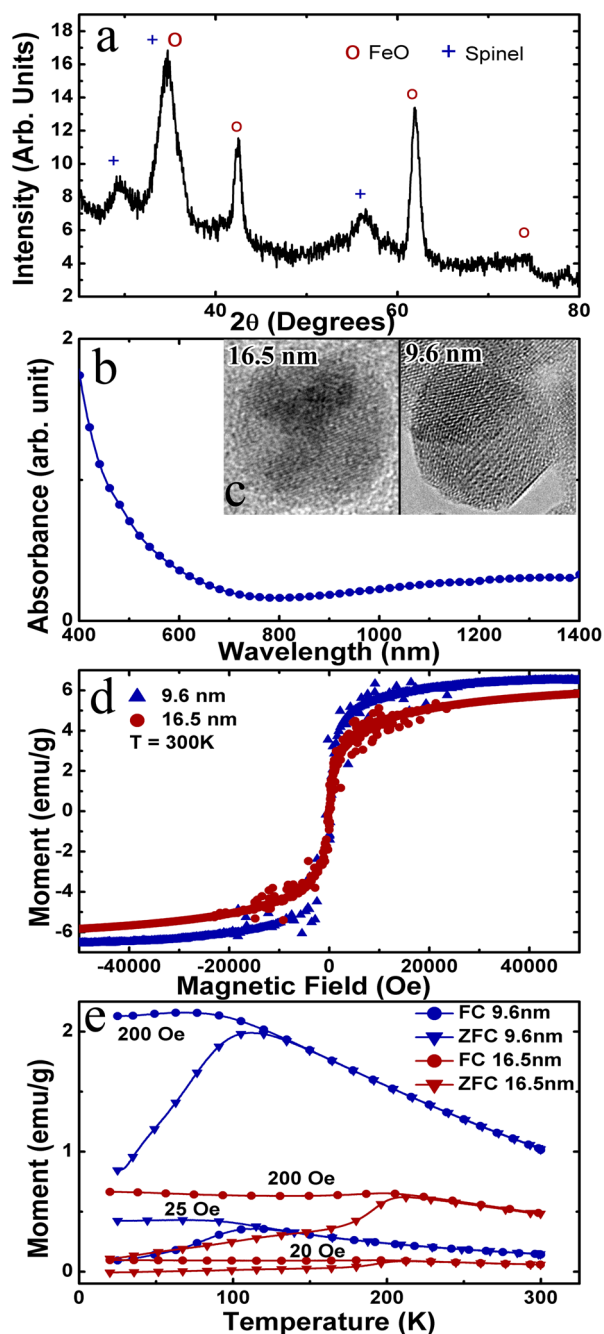 a
O FeO + Spinel
Intensity (Arb. Units)
18
16
14
12
10
8
6
4
2
40 60 80
2θ (Degrees)
b
16.5 nm
9.6 nm
c
Absorbance (arb. unit)
2
1
0
400 600 800 1000 1200 1400
Wavelength (nm)
d
9.6 nm
16.5 nm
T = 300K
Moment (emu/g)
6
4
2
0
-2
-4
-6
-40000 -20000 0 20000 40000
Magnetic Field (Oe)
e
FC 9.6nm
ZFC 9.6nm
FC 16.5nm
ZFC 16.5nm
200 Oe
200 Oe
25 Oe
20 Oe
Moment (emu/g)
2
1
0
0 100 200 300
Temperature (K)